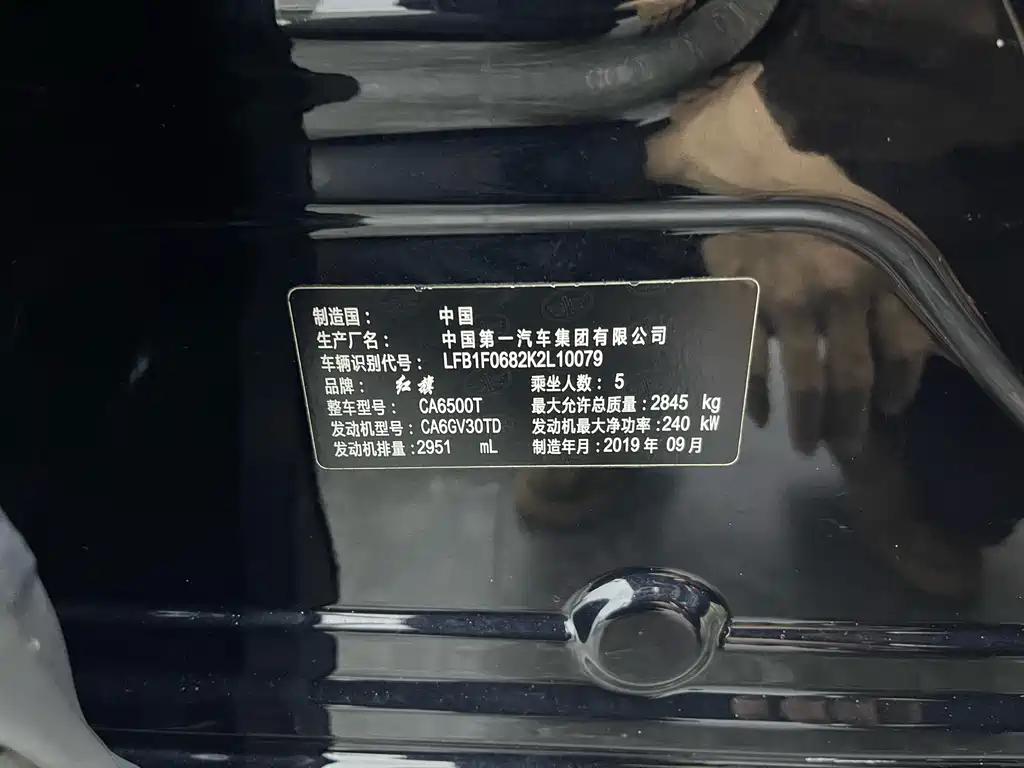 制造国： 中国
生产厂名： 中国第一汽车集团有限公司
车辆识别代号： LFB1F0682K2L10079
品牌： 红旗 乘坐人数： 5
整车型号： CA6500T 最大允许总质量：2845 kg
发动机型号：CA6GV30TD 发动机最大净功率：240 kW
发动机排量：2951 mL 制造年月：2019 年 09 月